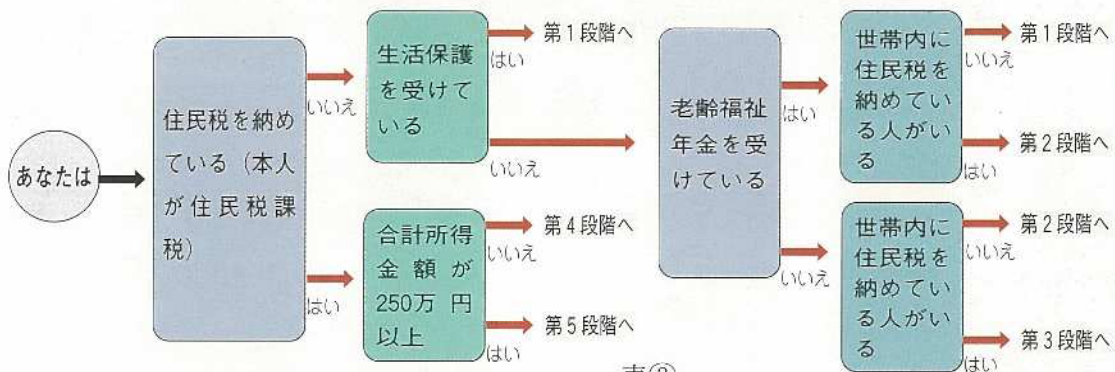 あなたは
住民税を納め
ている（本人
が住民税課
税）
いいえ
はい
生活保護
を受けて
いる
はい
第1段階へ
いいえ
合計所得
金額が
250万円
以上
いいえ
第4段階へ
はい
第5段階へ
老齢福祉
年金を受
けている
はい
いいえ
世帯内に
住民税を
納めてい
る人がい
る
いいえ
第1段階へ
はい
第2段階へ
世帯内に
住民税を
納めてい
る人がい
る
いいえ
第2段階へ
はい
第3段階へ